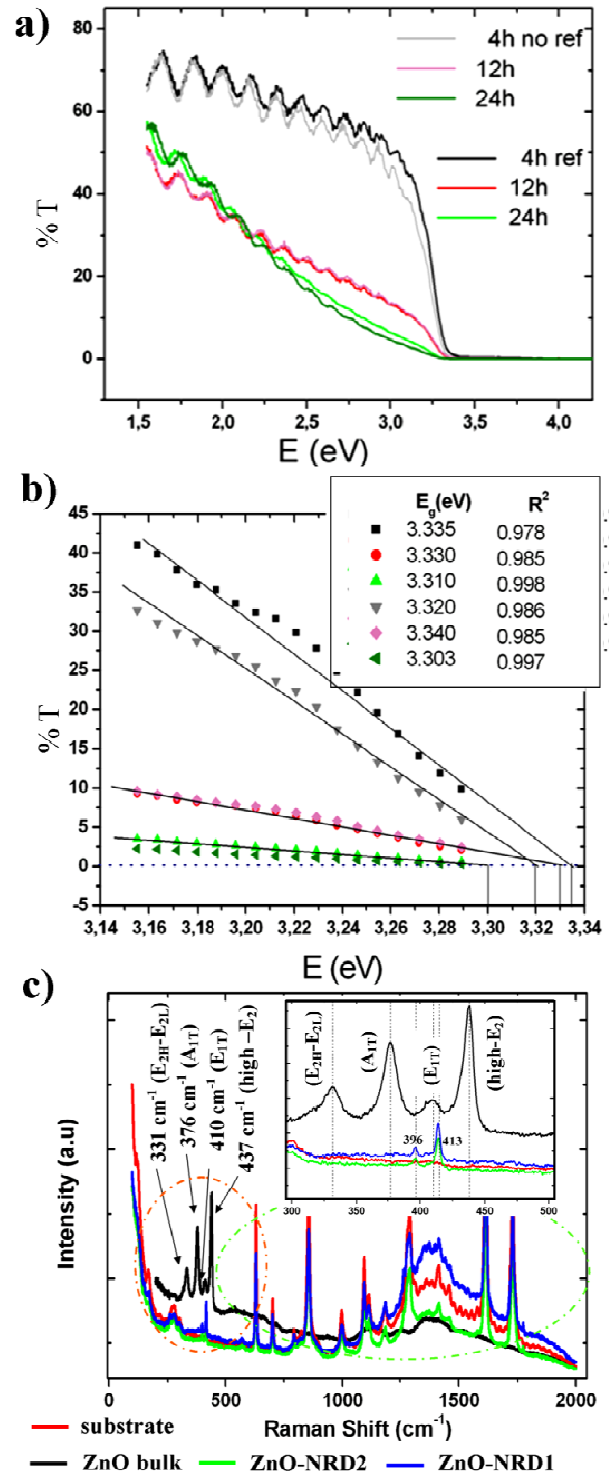 a)
4h no ref
12h
24h
4h ref
12h
24h
80
60
40
20
0
% T
1,5 2,0 2,5 3,0 3,5 4,0
E (eV)
b)
E_g(eV) R²
3.335 0.978
3.330 0.985
3.310 0.998
3.320 0.986
3.340 0.985
3.303 0.997
45
40
35
30
25
20
15
10
5
0
-5
% T
3,14 3,16 3,18 3,20 3,22 3,24 3,26 3,28 3,30 3,32 3,34
E (eV)
c)
331 cm⁻¹ (E₂H-E₂L)
376 cm⁻¹ (A₁T)
410 cm⁻¹ (E₁T)
437 cm⁻¹ (high –E₂)
(E₂H-E₂L)
(A₁T)
(E₁T)
(high-E₂)
396 413
300 350 400 450 500
Intensity (a.u)
0 500 1000 1500 2000
Raman Shift (cm⁻¹)
substrate
ZnO bulk ZnO-NRD2 ZnO-NRD1